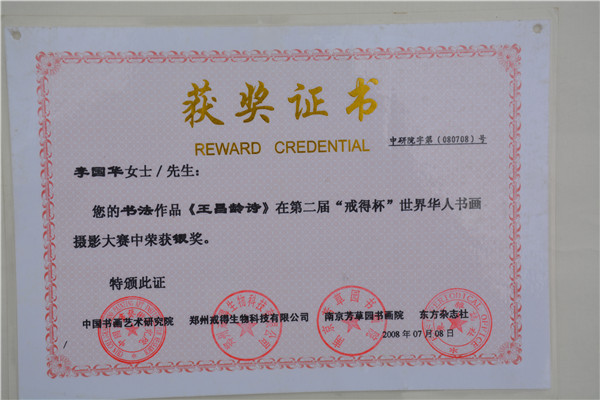 获奖证书
REWARD CREDENTIAL
中研院字第（080708）号
李国华女士/先生：
您的书法作品《王昌龄诗》在第二届“戒得杯”世界华人书画
摄影大赛中荣获银奖。
特颁此证
中国书画艺术研究院 郑州戒得生物科技有限公司 南京芳草园书画院 东方杂志社
2008年07月08日